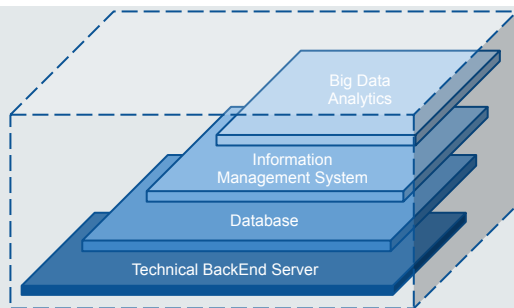 Big Data
Analytics
Information
Management System
Database
Technical BackEnd Server